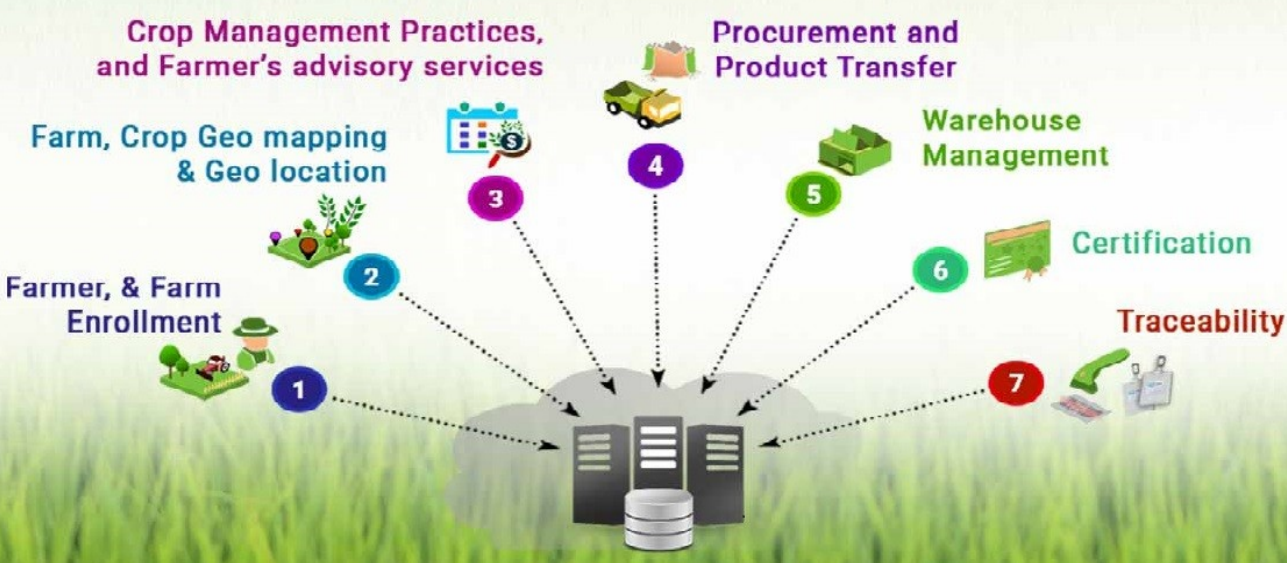 1
Farmer, & Farm
Enrollment
2
Farm, Crop Geo mapping
& Geo location
3
Crop Management Practices,
and Farmer's advisory services
4
Procurement and
Product Transfer
5
Warehouse
Management
6
Certification
7
Traceability
$